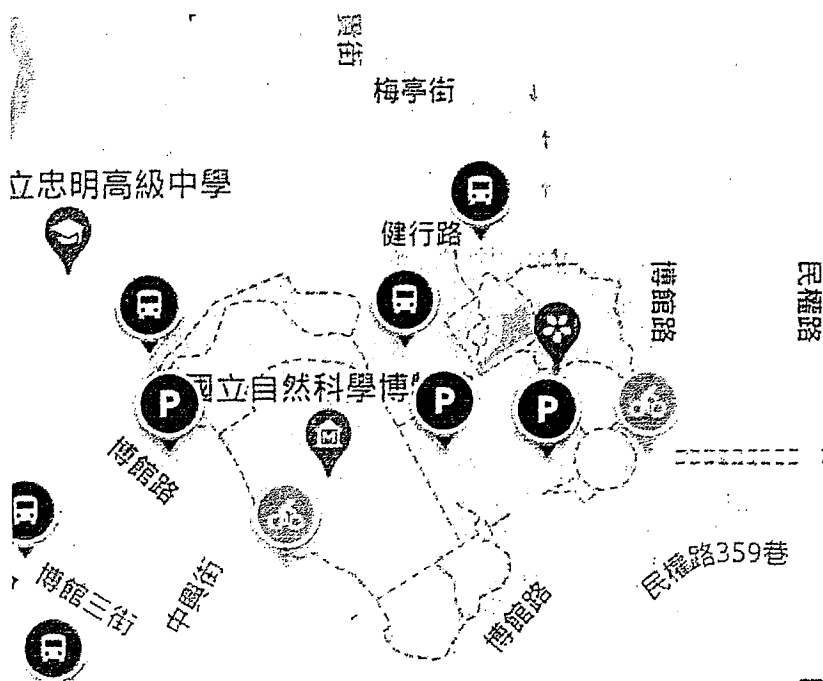 梅亭街
立忠明高級中學
健行路
博館路
民權路
國立自然科學博
P
P
P
博館路
民權路359巷
博館三街
中興街
博館路